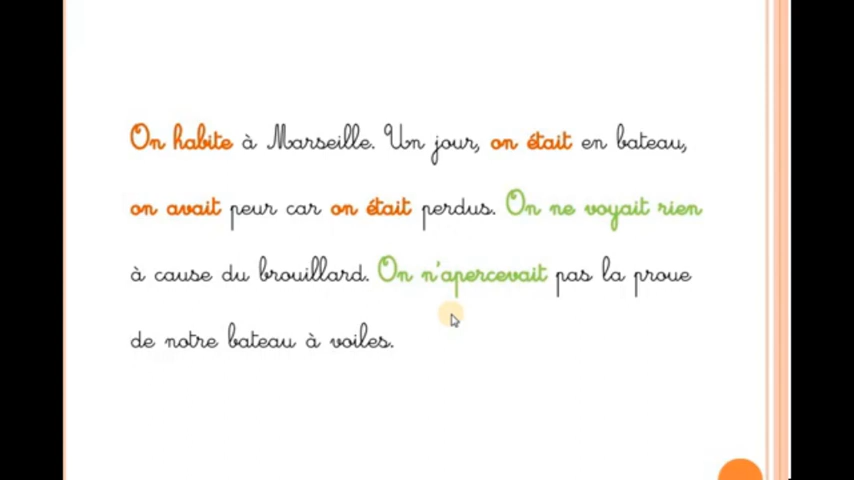 On habite à Marseille. Un jour, on était en bateau,
on avait peur car on était perdus. On ne voyait rien
à cause du brouillard. On n'apercevait pas la proue
de notre bateau à voiles.